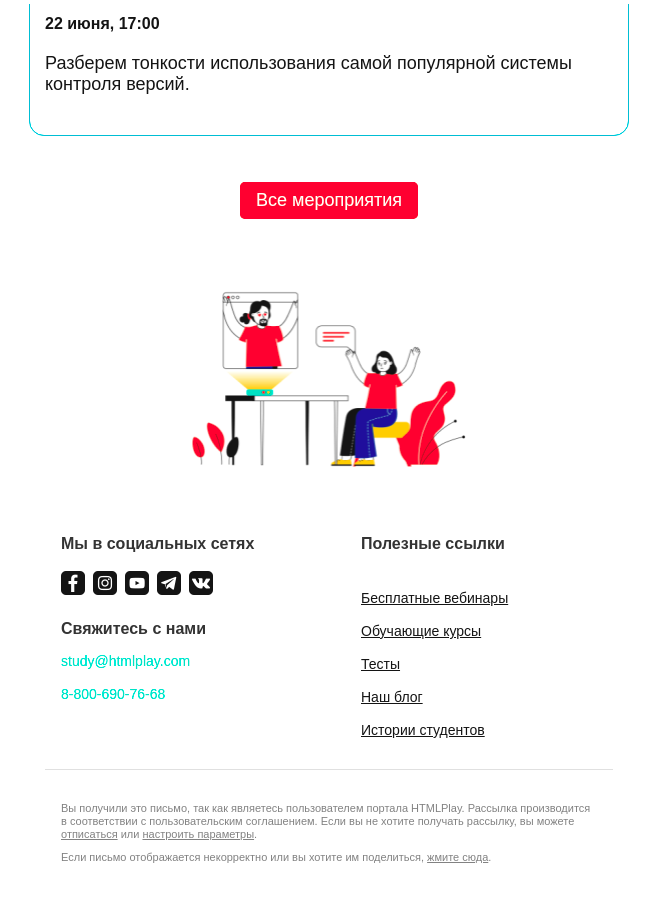 22 июня, 17:00
Разберем тонкости использования самой популярной системы
контроля версий.
Все мероприятия
Мы в социальных сетях
Свяжитесь с нами
study@htmlplay.com
8-800-690-76-68
Полезные ссылки
Бесплатные вебинары
Обучающие курсы
Тесты
Наш блог
Истории студентов
Вы получили это письмо, так как являетесь пользователем портала HTMLPlay. Рассылка производится
в соответствии с пользовательским соглашением. Если вы не хотите получать рассылку, вы можете
отписаться или настроить параметры.
Если письмо отображается некорректно или вы хотите им поделиться, жмите сюда.